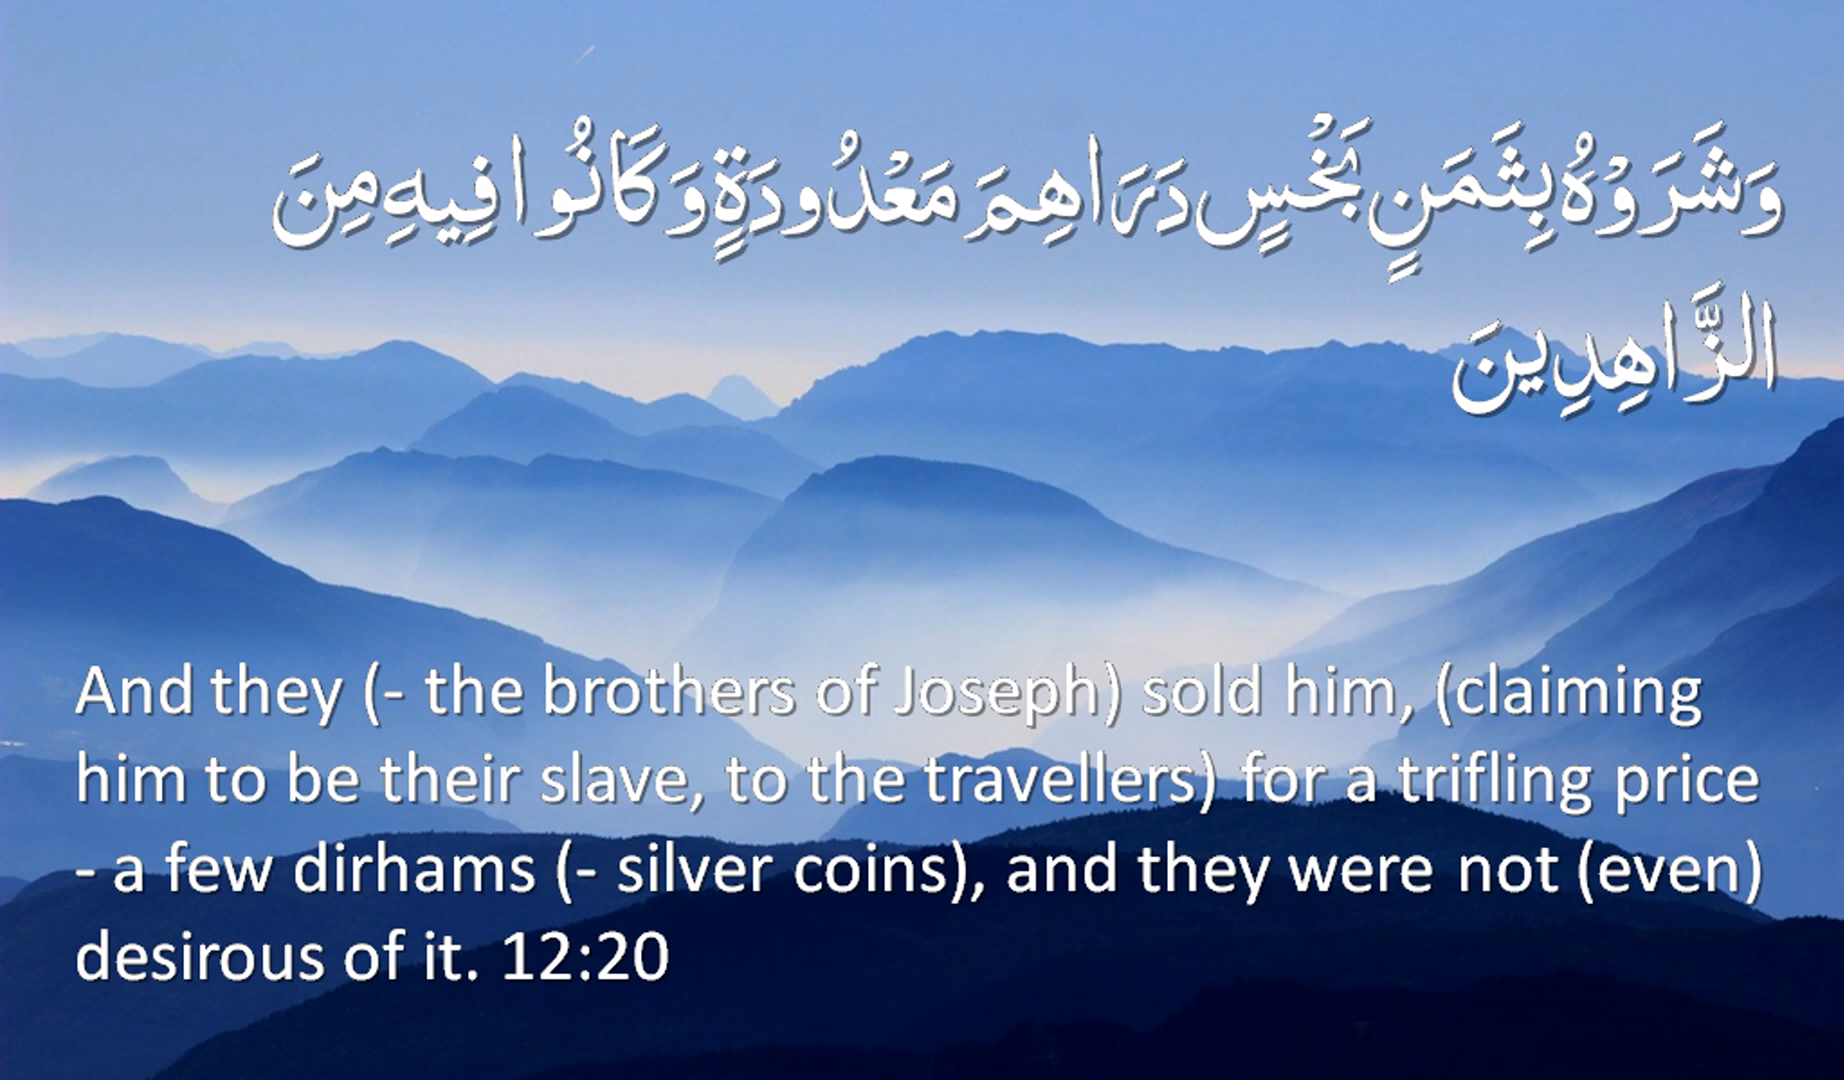 وَشَرَوْهُ بِثَمَنٍ بَخْسٍ دَرَاهِمَ مَعْدُودَةٍ وَكَانُوا فِيهِ مِنَ
الزَّاهِدِينَ
And they (- the brothers of Joseph) sold him, (claiming
him to be their slave, to the travellers) for a trifling price
- a few dirhams (- silver coins), and they were not (even)
desirous of it. 12:20